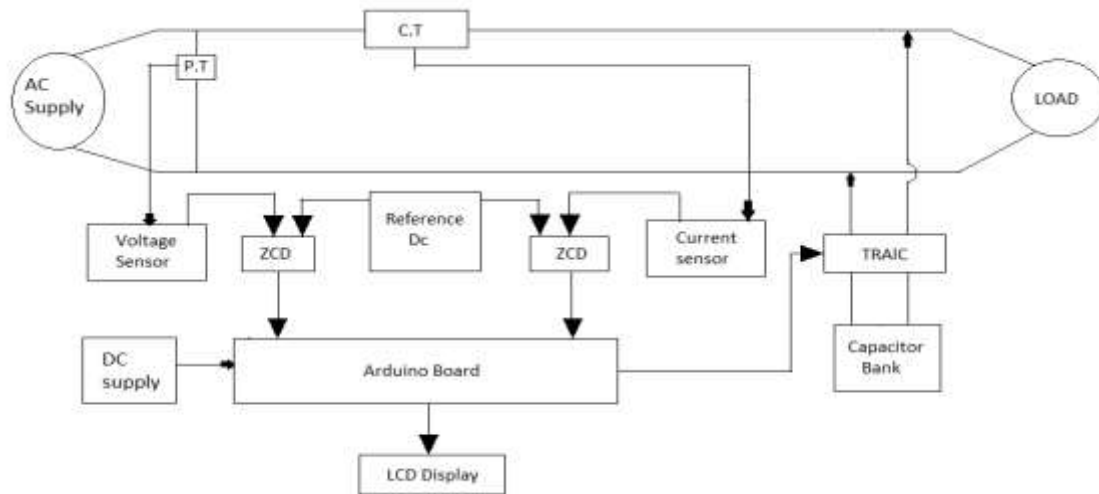 C.T
P.T
AC
Supply
LOAD
Voltage
Sensor
ZCD
Reference
Dc
ZCD
Current
sensor
TRAIC
DC
supply
Arduino Board
Capacitor
Bank
LCD Display